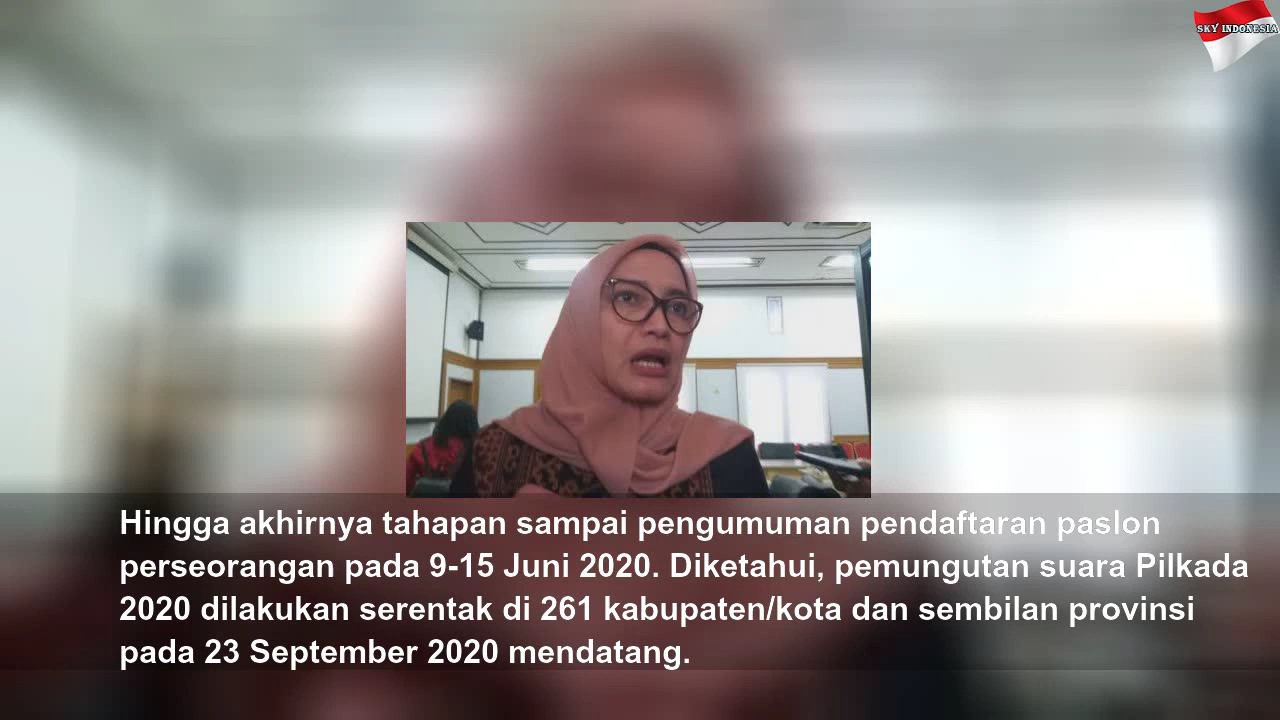 SKY INDONESIA
Hingga akhirnya tahapan sampai pengumuman pendaftaran paslon
perseorangan pada 9-15 Juni 2020. Diketahui, pemungutan suara Pilkada
2020 dilakukan serentak di 261 kabupaten/kota dan sembilan provinsi
pada 23 September 2020 mendatang.